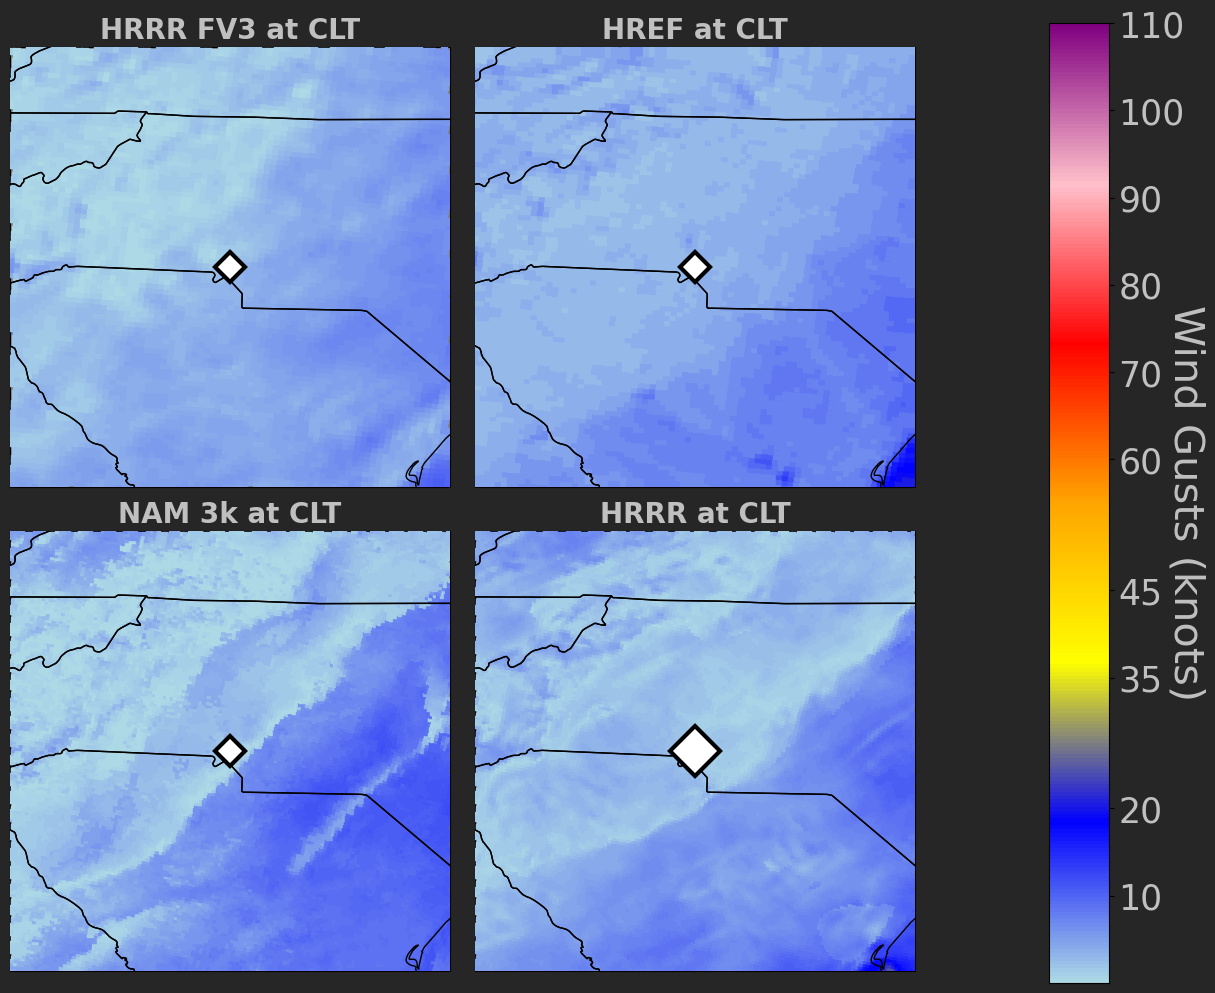 HRRR FV3 at CLT
HREF at CLT
NAM 3k at CLT
HRRR at CLT
110
100
90
80
70
60
45
35
20
10
Wind Gusts (knots)